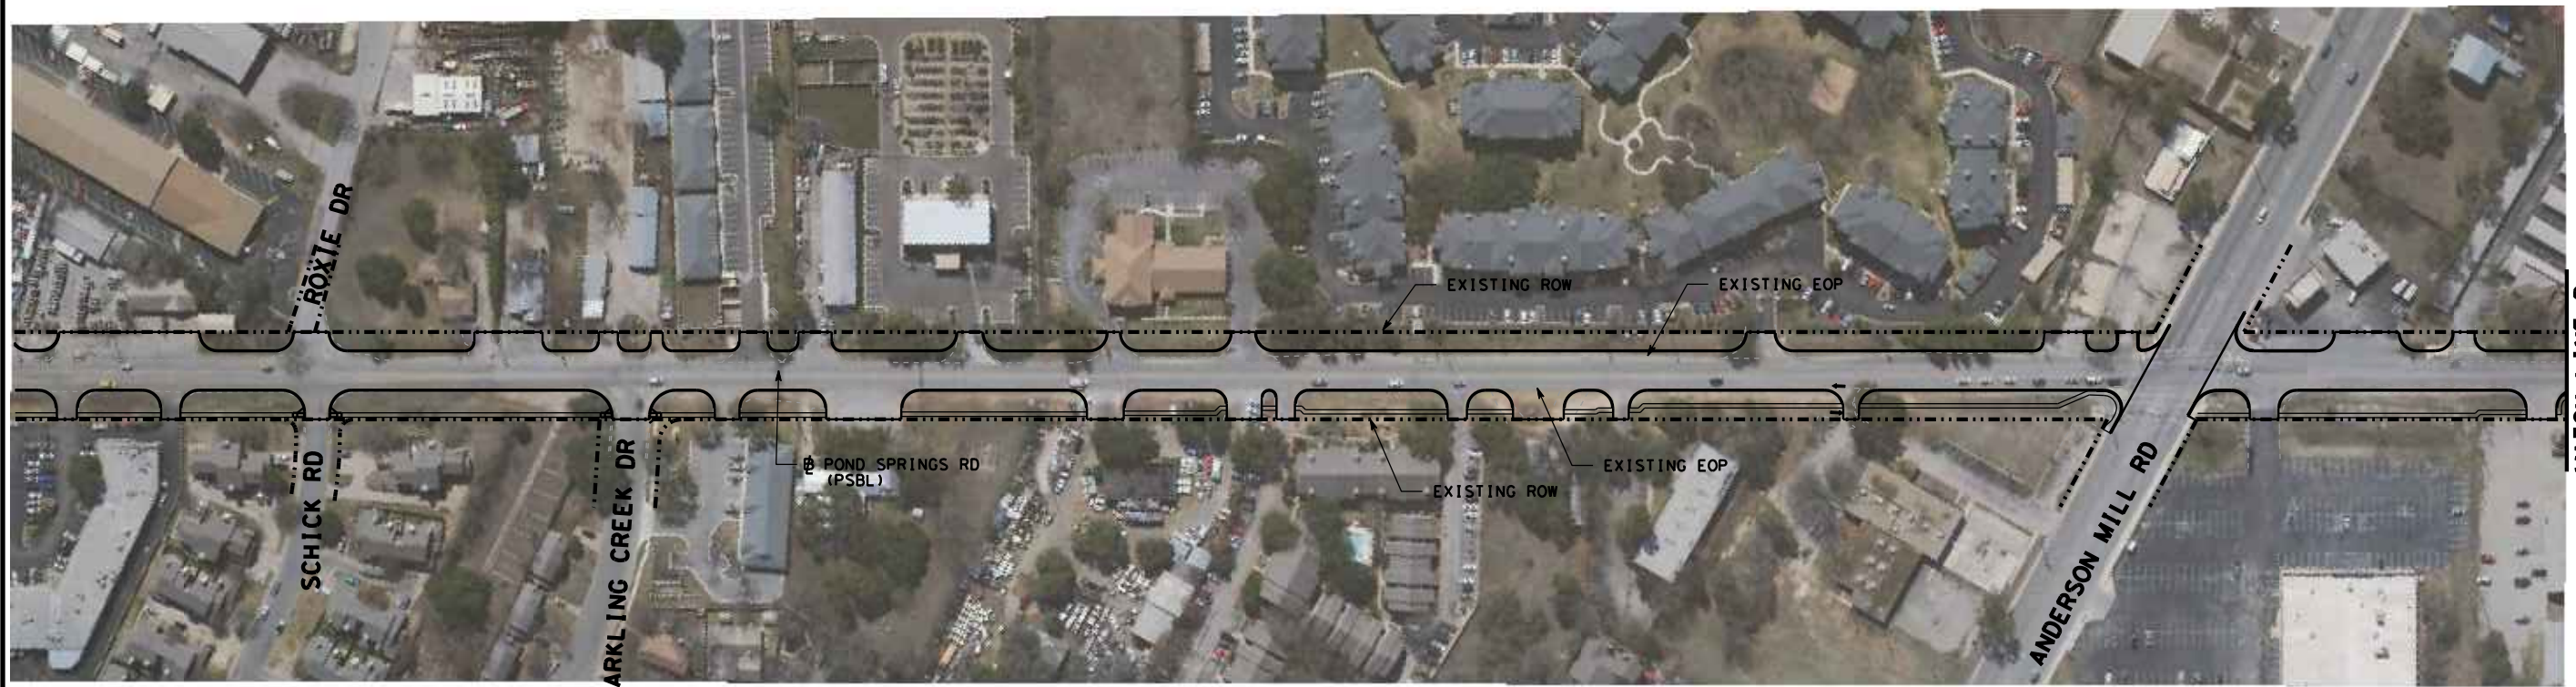 ROXIE DR
EXISTING ROW
EXISTING EOP
POND SPRINGS RD
(PSBL)
EXISTING EOP
EXISTING ROW
SCHICK RD
ARKLING CREEK DR
ANDERSON MILL RD